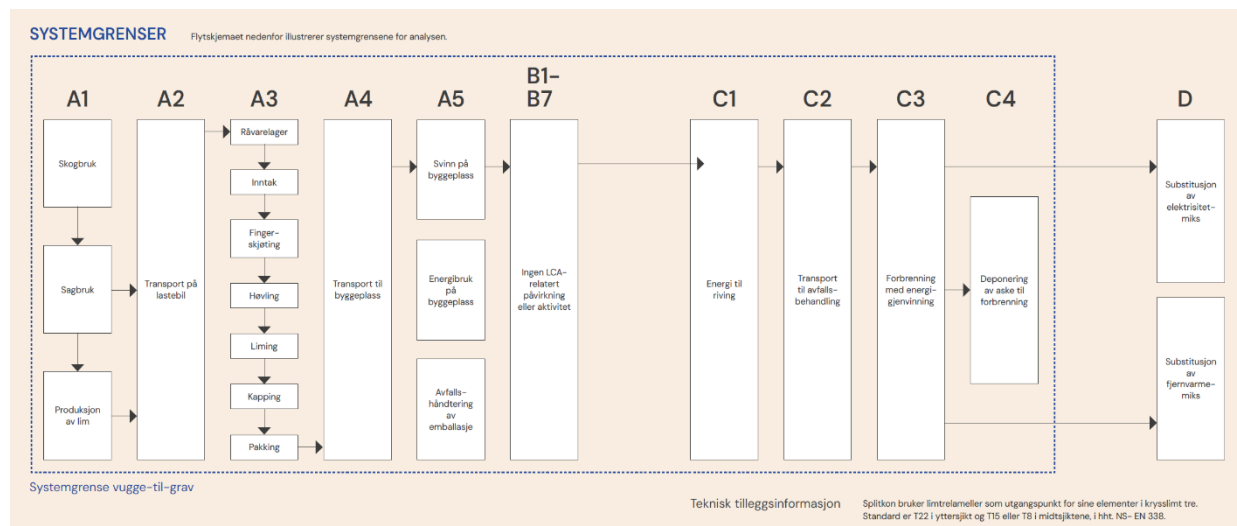 SYSTEMGRENSER
Flytskjemaet nedenfor illustrerer systemgrensene for analysen.
A1
A2
A3
A4
A5
B1–
B7
C1
C2
C3
C4
D
Skogbruk
Sagbruk
Produksjon
av lim
Transport på
lastebil
Råvarelager
Inntak
Finger-
skjøting
Høvling
Liming
Kapping
Pakking
Transport til
byggeplass
Svinn på
byggeplass
Energibruk
på
byggeplass
Avfalls-
håndtering
av
emballasje
Ingen LCA-
relatert
påvirkning
eller aktivitet
Energi til
riving
Transport
til avfalls-
behandling
Forbrenning
med energi-
gjenvinning
Deponering
av aske til
forbrenning
Substitusjon
av
elektrisitet-
miks
Substitusjon
av
fjernvarme-
miks
Systemgrense vugge-til-grav
Teknisk tilleggsinformasjon
Splitkon bruker limtrelameller som utgangspunkt for sine elementer i krysslimt tre.
Standard er T22 i yttersjikt og T15 eller T8 i midtsjiktene, i hht. NS- EN 338.